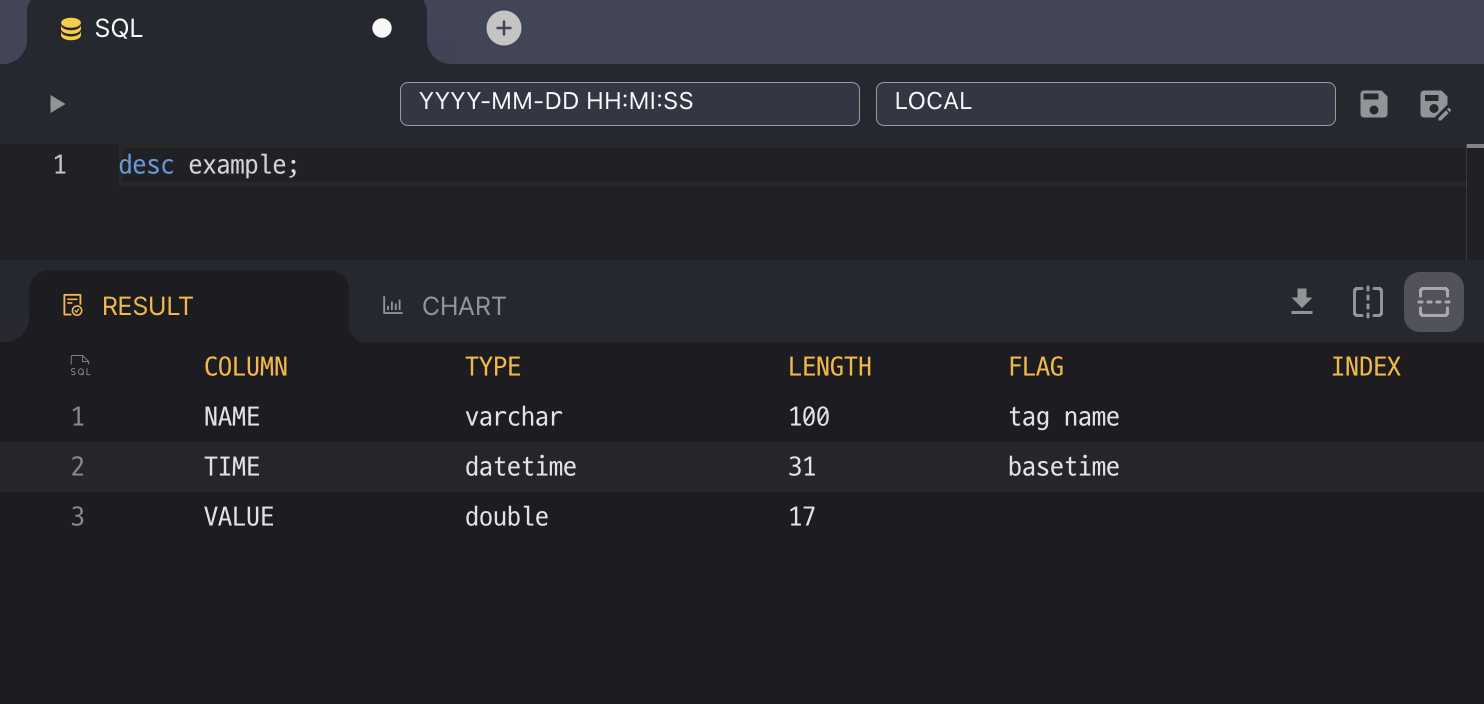 SQL
YYYY-MM-DD HH:MI:SS LOCAL
1 desc example;
RESULT CHART
SQL COLUMN TYPE LENGTH FLAG INDEX
1 NAME varchar 100 tag name
2 TIME datetime 31 basetime
3 VALUE double 17